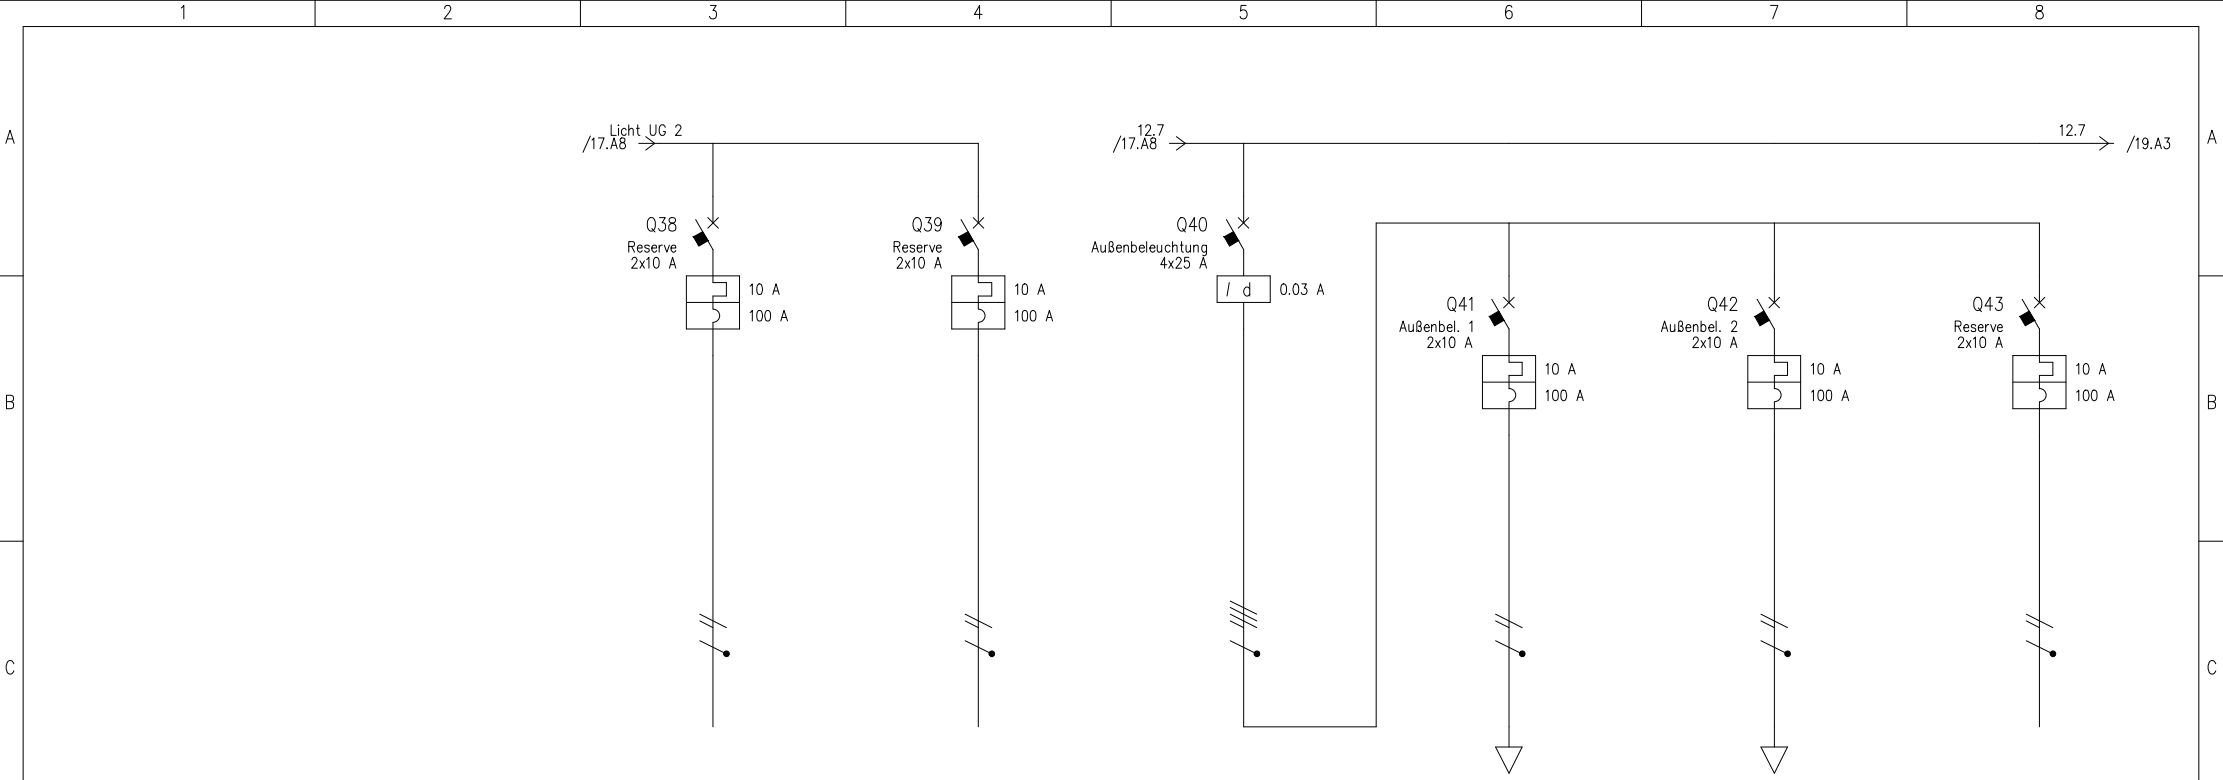 1 2 3 4 5 6 7 8
A A
Licht UG 2
/17.A8
12.7
/17.A8
12.7
/19.A3
Q38
Reserve
2x10 A
10 A
100 A
Q39
Reserve
2x10 A
10 A
100 A
Q40
Außenbeleuchtung
4x25 A
I d 0.03 A
Q41
Außenbel. 1
2x10 A
10 A
100 A
Q42
Außenbel. 2
2x10 A
10 A
100 A
Q43
Reserve
2x10 A
10 A
100 A
B B
C C